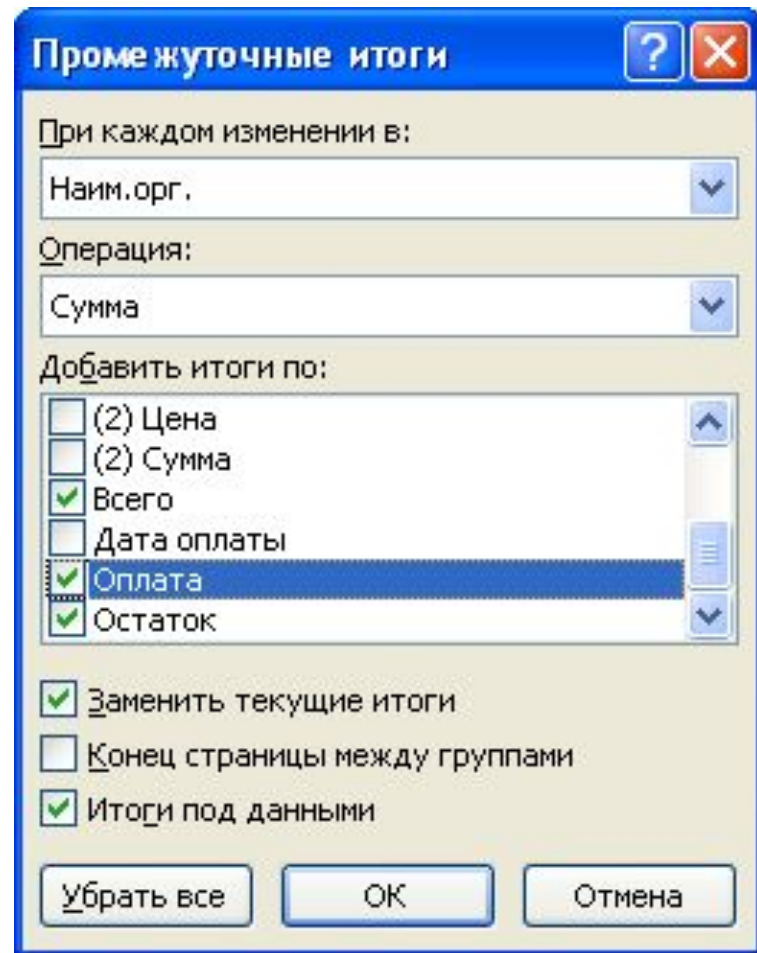 Промежуточные итоги
При каждом изменении в:
Наим.орг.
Операция:
Сумма
Добавить итоги по:
(2) Цена
(2) Сумма
Всего
Дата оплаты
Оплата
Остаток
Заменить текущие итоги
Конец страницы между группами
Итоги под данными
Убрать все ОК Отмена